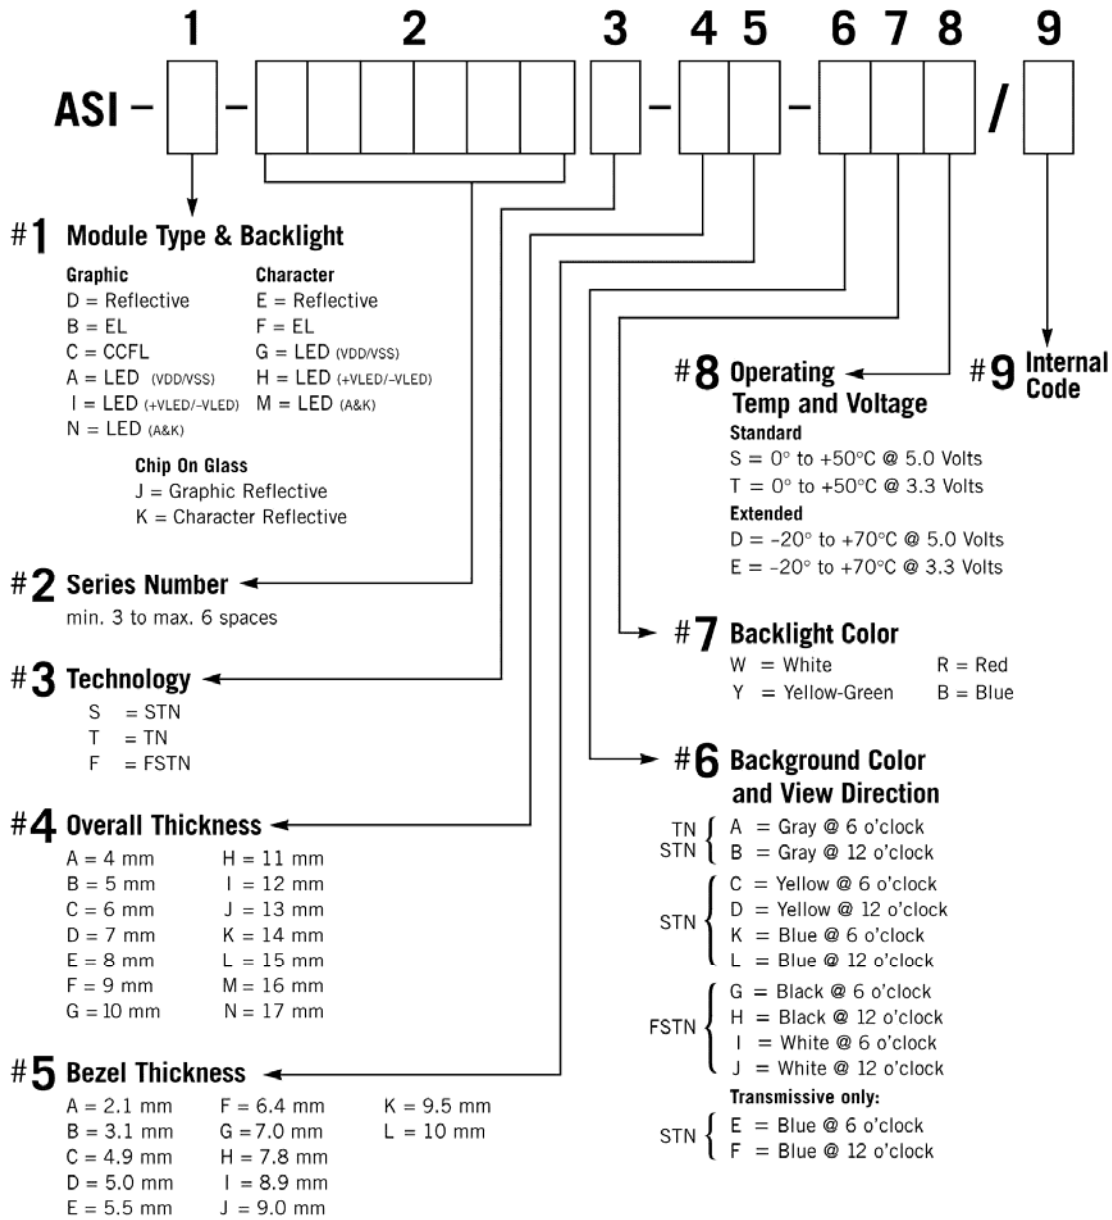 1 2 3 4 5 6 7 8 9
ASI – – – – /
#1 Module Type & Backlight
Graphic
D = Reflective
B = EL
C = CCFL
A = LED (VDD/VSS)
I = LED (+VLED/–VLED)
N = LED (A&K)
Character
E = Reflective
F = EL
G = LED (VDD/VSS)
H = LED (+VLED/–VLED)
M = LED (A&K)
Chip On Glass
J = Graphic Reflective
K = Character Reflective
#2 Series Number
min. 3 to max. 6 spaces
#3 Technology
S = STN
T = TN
F = FSTN
#4 Overall Thickness
A = 4 mm
B = 5 mm
C = 6 mm
D = 7 mm
E = 8 mm
F = 9 mm
G = 10 mm
H = 11 mm
I = 12 mm
J = 13 mm
K = 14 mm
L = 15 mm
M = 16 mm
N = 17 mm
#5 Bezel Thickness
A = 2.1 mm
B = 3.1 mm
C = 4.9 mm
D = 5.0 mm
E = 5.5 mm
F = 6.4 mm
G = 7.0 mm
H = 7.8 mm
I = 8.9 mm
J = 9.0 mm
K = 9.5 mm
L = 10 mm
#8 Operating
Temp and Voltage
Standard
S = 0° to +50°C @ 5.0 Volts
T = 0° to +50°C @ 3.3 Volts
Extended
D = –20° to +70°C @ 5.0 Volts
E = –20° to +70°C @ 3.3 Volts
#9 Internal
Code
#7 Backlight Color
W = White
Y = Yellow-Green
R = Red
B = Blue
#6 Background Color
and View Direction
TN
STN
A = Gray @ 6 o'clock
B = Gray @ 12 o'clock
STN
C = Yellow @ 6 o'clock
D = Yellow @ 12 o'clock
K = Blue @ 6 o'clock
L = Blue @ 12 o'clock
FSTN
G = Black @ 6 o'clock
H = Black @ 12 o'clock
I = White @ 6 o'clock
J = White @ 12 o'clock
Transmissive only:
STN
E = Blue @ 6 o'clock
F = Blue @ 12 o'clock